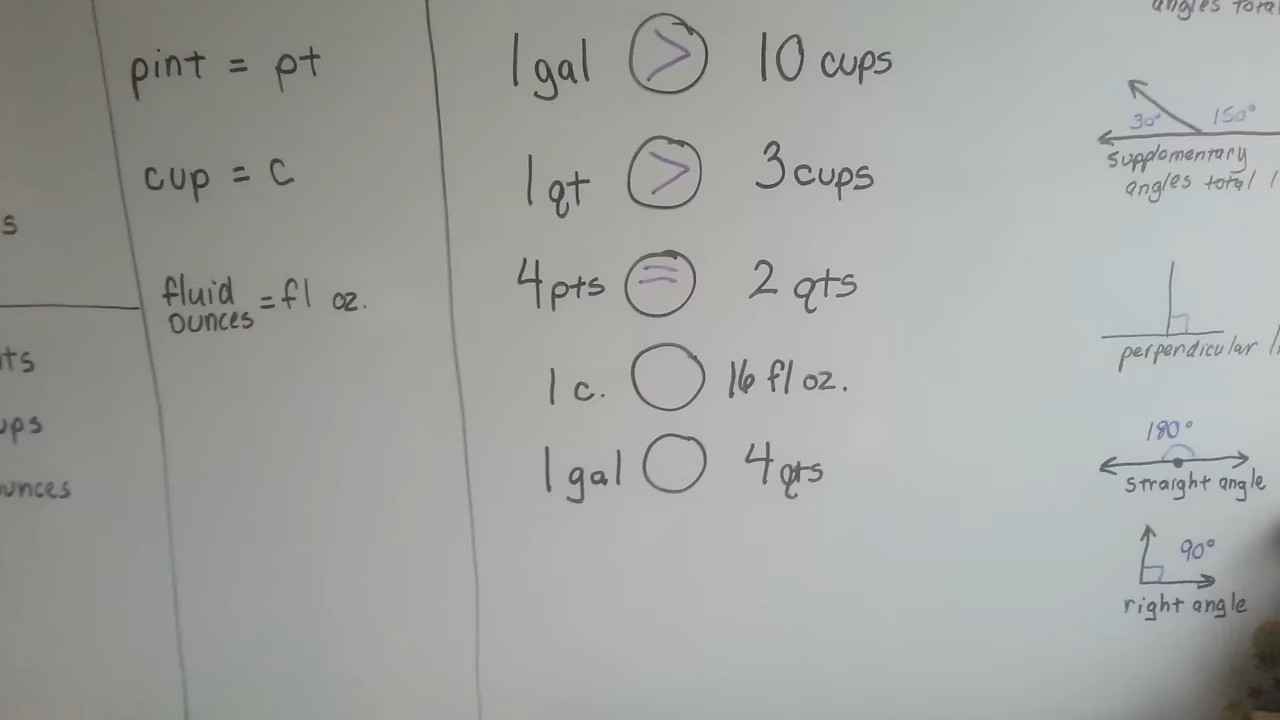 pint = pt
cup = c
fluid
ounces = fl oz.
1 gal > 10 cups
1 qt > 3 cups
4 pts = 2 qts
1 c. 16 fl oz.
1 gal 4 qts
angles total
30° 150°
supplomentary
angles total 1
perpendicular
180°
straight angle
90°
right angle